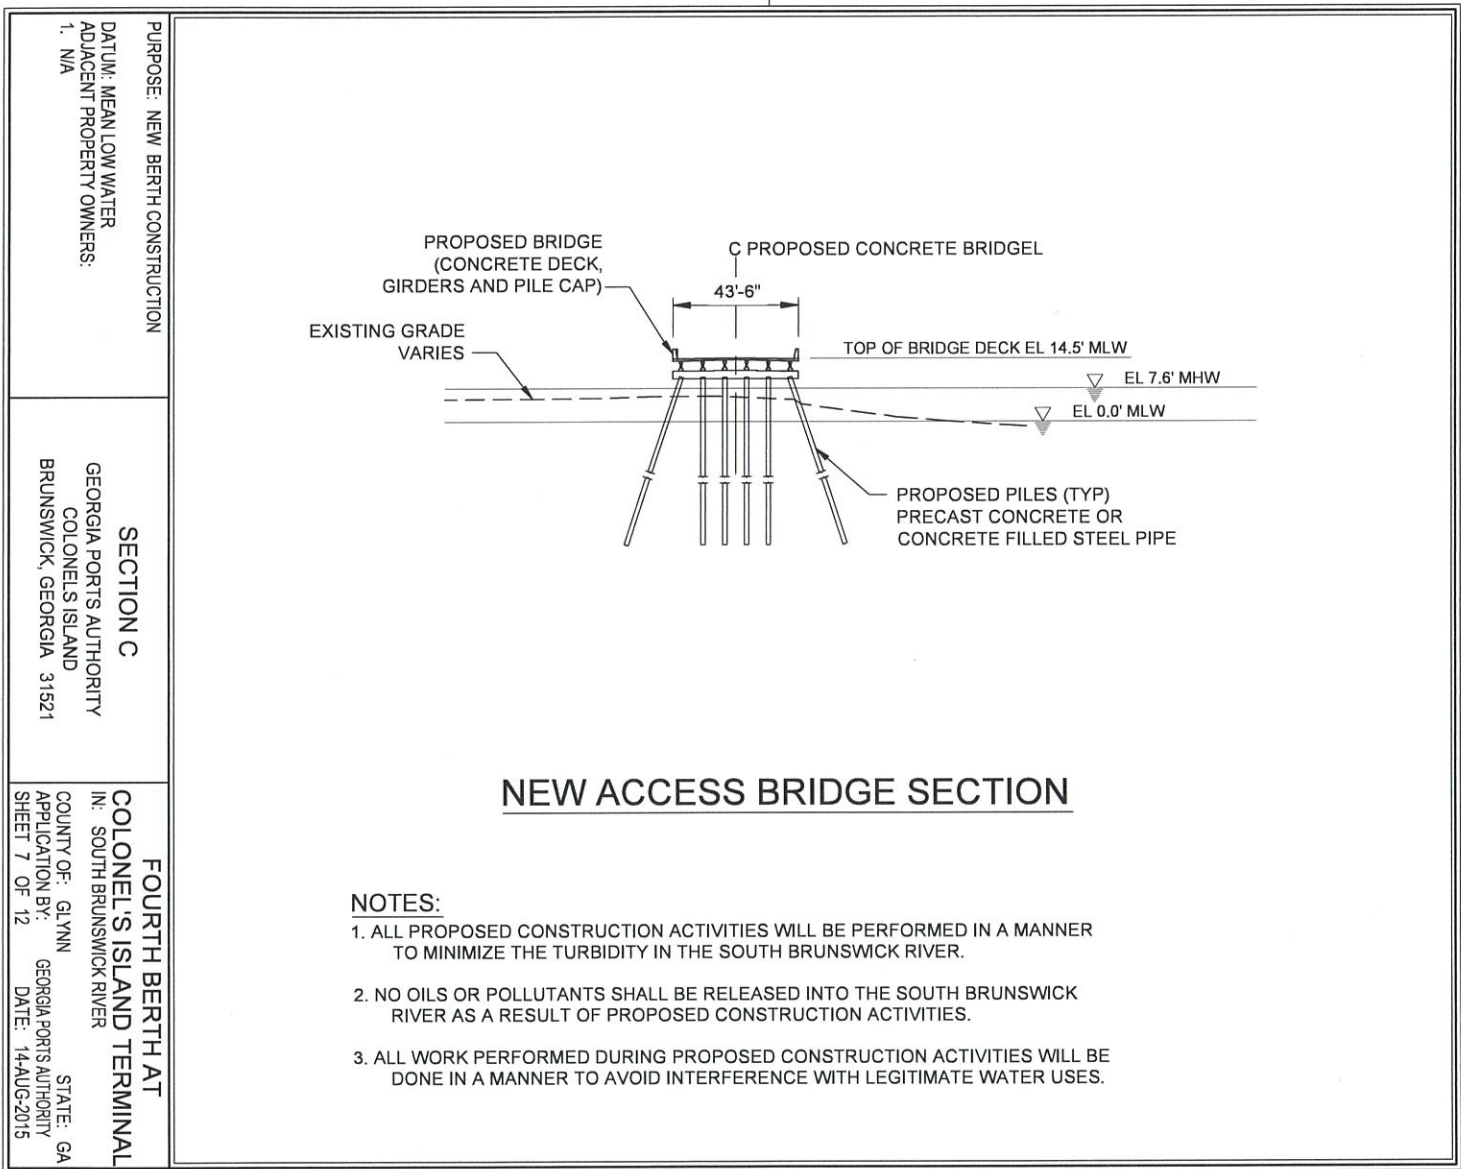 PROPOSED BRIDGE
(CONCRETE DECK,
GIRDERS AND PILE CAP)
C PROPOSED CONCRETE BRIDGEL
43'-6"
EXISTING GRADE
VARIES
TOP OF BRIDGE DECK EL 14.5' MLW
EL 7.6' MHW
EL 0.0' MLW
PROPOSED PILES (TYP)
PRECAST CONCRETE OR
CONCRETE FILLED STEEL PIPE
NEW ACCESS BRIDGE SECTION
NOTES:
1. ALL PROPOSED CONSTRUCTION ACTIVITIES WILL BE PERFORMED IN A MANNER
TO MINIMIZE THE TURBIDITY IN THE SOUTH BRUNSWICK RIVER.
2. NO OILS OR POLLUTANTS SHALL BE RELEASED INTO THE SOUTH BRUNSWICK
RIVER AS A RESULT OF PROPOSED CONSTRUCTION ACTIVITIES.
3. ALL WORK PERFORMED DURING PROPOSED CONSTRUCTION ACTIVITIES WILL BE
DONE IN A MANNER TO AVOID INTERFERENCE WITH LEGITIMATE WATER USES.
PURPOSE: NEW BERTH CONSTRUCTION
DATUM: MEAN LOW WATER
ADJACENT PROPERTY OWNERS:
1. N/A
SECTION C
GEORGIA PORTS AUTHORITY
COLONELS ISLAND
BRUNSWICK, GEORGIA 31521
FOURTH BERTH AT
COLONEL'S ISLAND TERMINAL
IN: SOUTH BRUNSWICK RIVER
COUNTY OF: GLYNN STATE: GA
APPLICATION BY: GEORGIA PORTS AUTHORITY
SHEET 7 OF 12 DATE: 14-AUG-2015